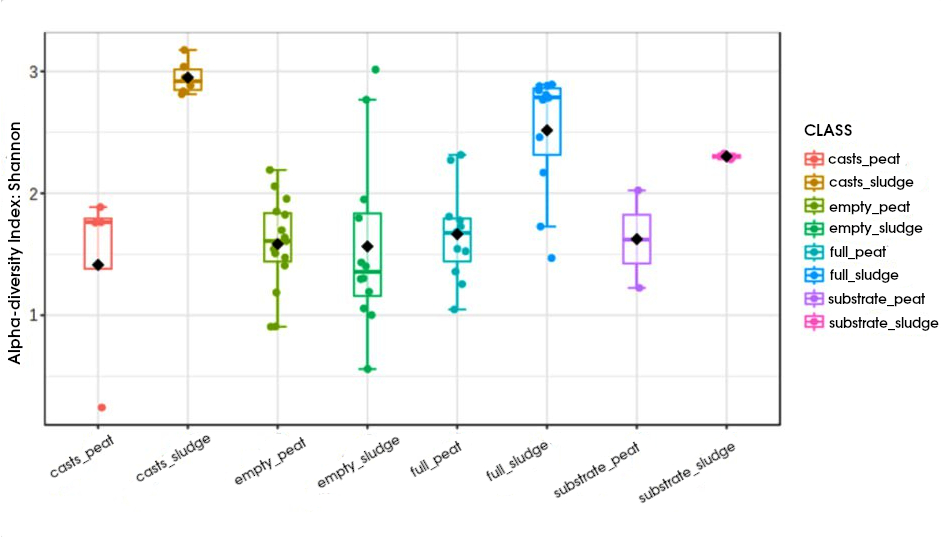 Alpha-diversity Index: Shannon
3
2
1
casts_peat
casts_sludge
empty_peat
empty_sludge
full_peat
full_sludge
substrate_peat
substrate_sludge
CLASS
casts_peat
casts_sludge
empty_peat
empty_sludge
full_peat
full_sludge
substrate_peat
substrate_sludge